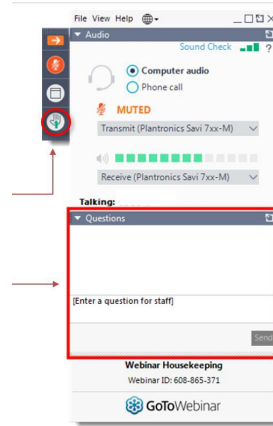 File View Help
Audio
Sound Check ?
Computer audio
Phone call
MUTED
Transmit (Plantronics Savi 7xx-M)
Receive (Plantronics Savi 7xx-M)
Talking:
Questions
[Enter a question for staff]
Send
Webinar Housekeeping
Webinar ID: 608-865-371
GoToWebinar